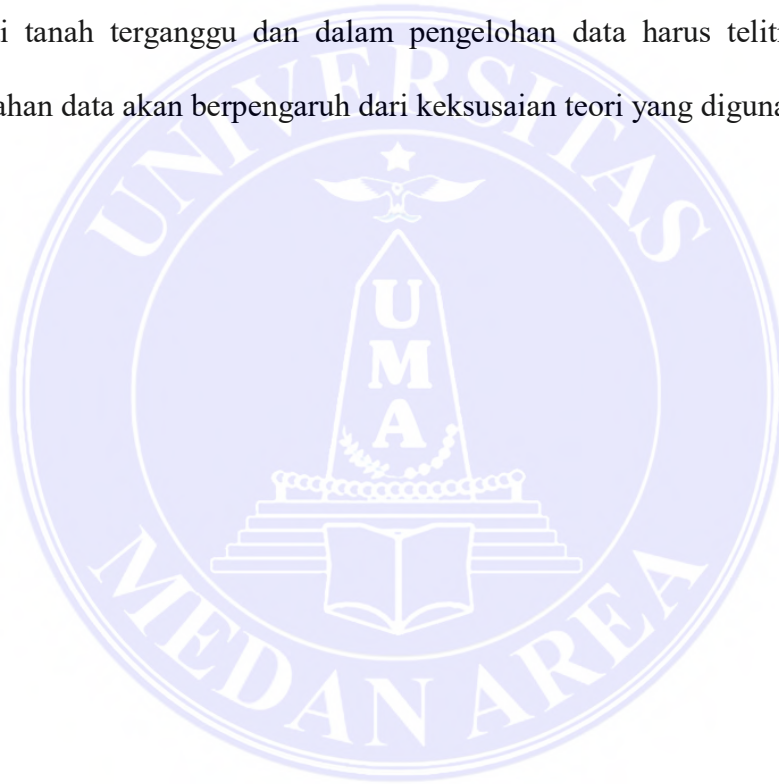 i tanah terganggu dan dalam pengelohan data harus teliti
ahan data akan berpengaruh dari keksusaian teori yang diguna
UNIVERSITAS
UMA
MEDAN AREA